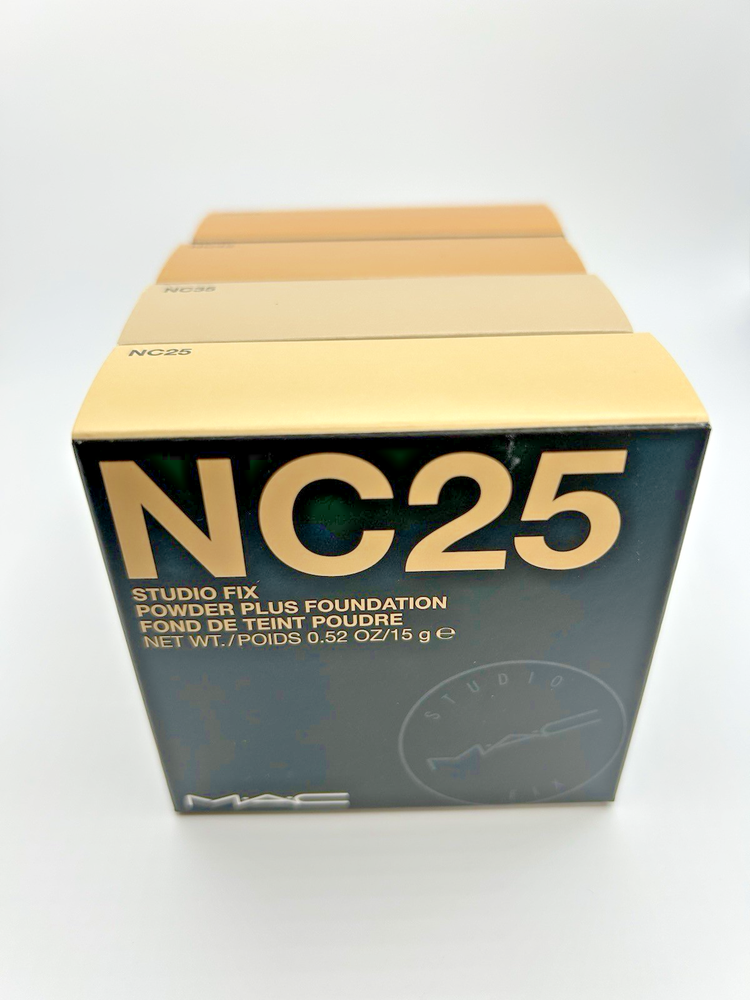 NC35
NC25
NC25
STUDIO FIX
POWDER PLUS FOUNDATION
FOND DE TEINT POUDRE
NET WT./POIDS 0.52 OZ/15 g ℮
STUDIO
MAC
FIX
MAC